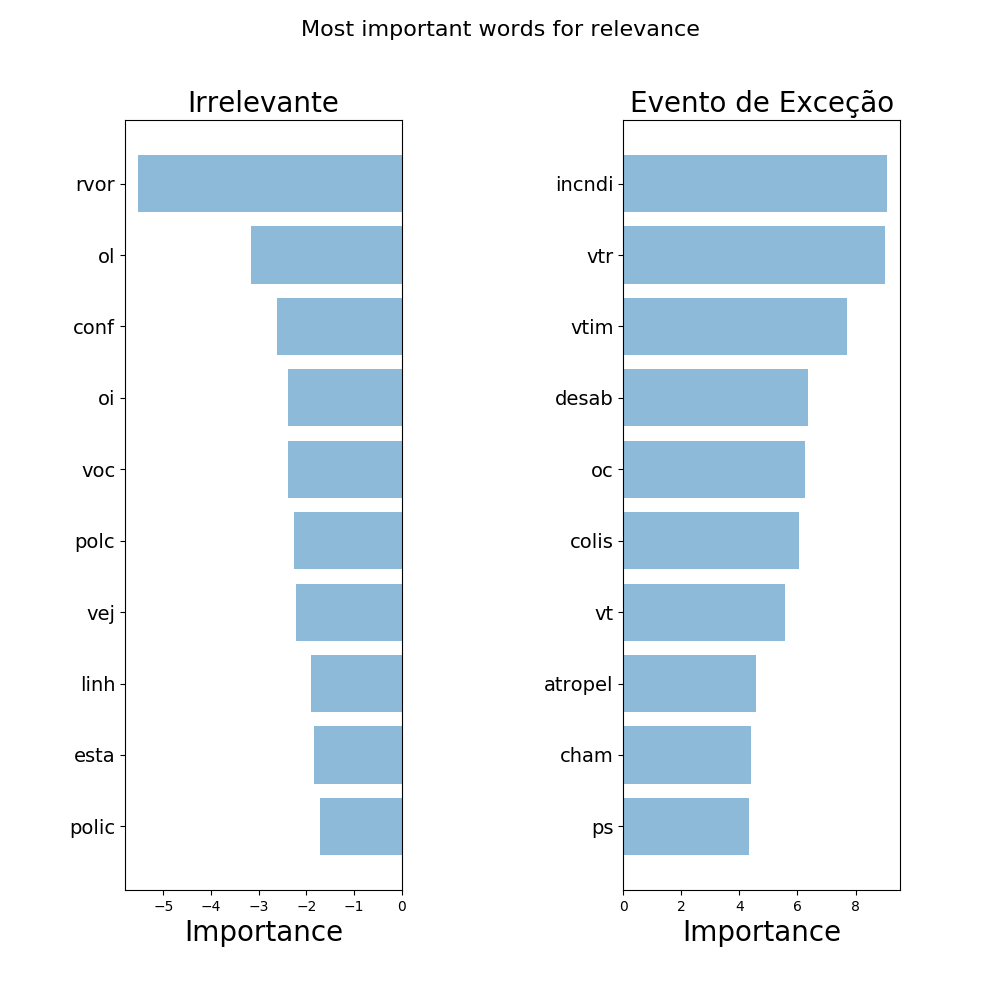 Most important words for relevance
Irrelevante
rvor
ol
conf
oi
voc
polc
vej
linh
esta
polic
−5 −4 −3 −2 −1 0
Importance
Evento de Exceção
incndi
vtr
vtim
desab
oc
colis
vt
atropel
cham
ps
0 2 4 6 8
Importance